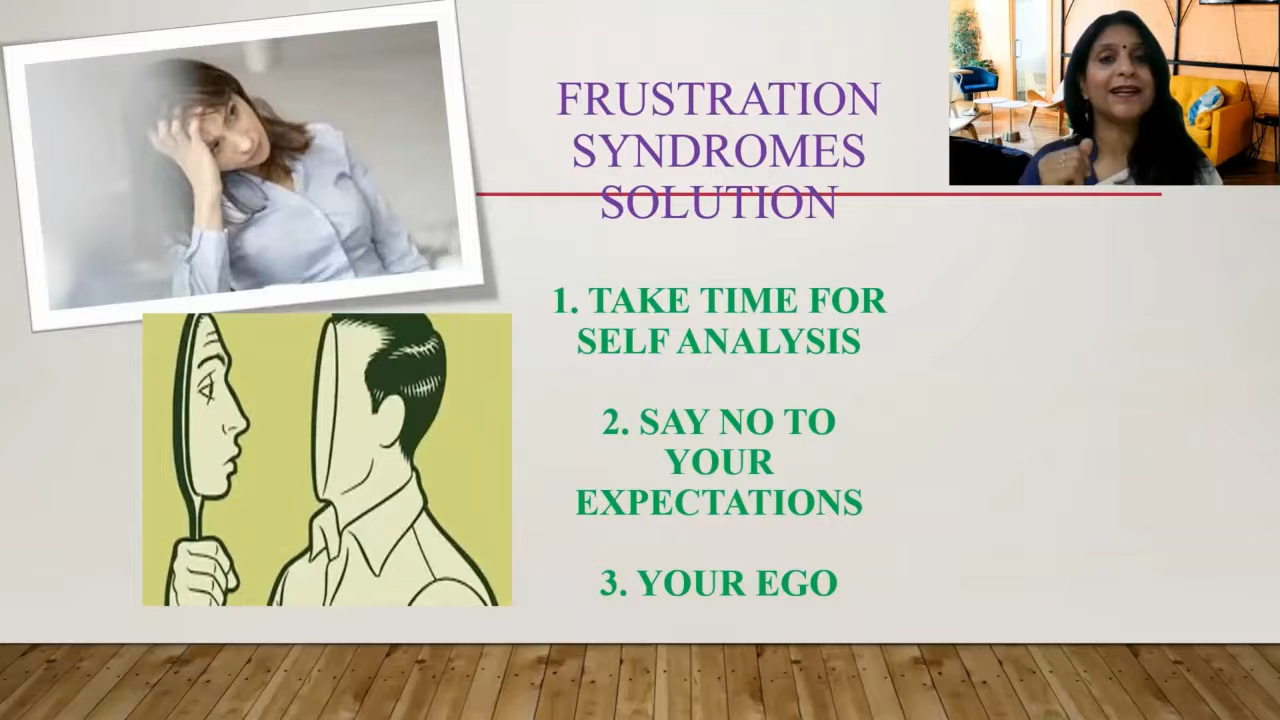 FRUSTRATION
SYNDROMES
SOLUTION
1. TAKE TIME FOR
SELF ANALYSIS
2. SAY NO TO
YOUR
EXPECTATIONS
3. YOUR EGO